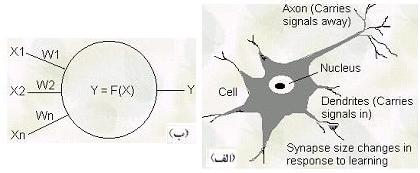 X1
W1
X2
W2
Xn
Wn
Y = F(X)
Y
(ب)
Axon (Carries
signals away)
Nucleus
Cell
Dendrites (Carries
signals in)
Synapse size changes in
response to learning
(الف)